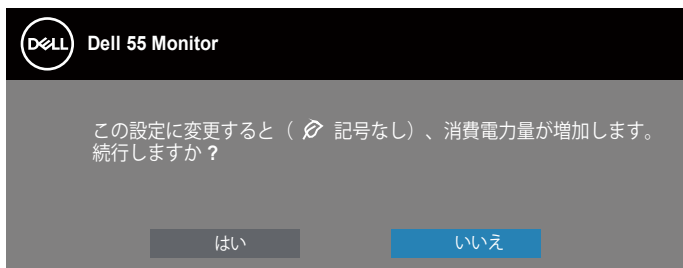 DELL Dell 55 Monitor
この設定に変更すると（ 記号なし）、消費電力量が増加します。
続行しますか ?
はい いいえ